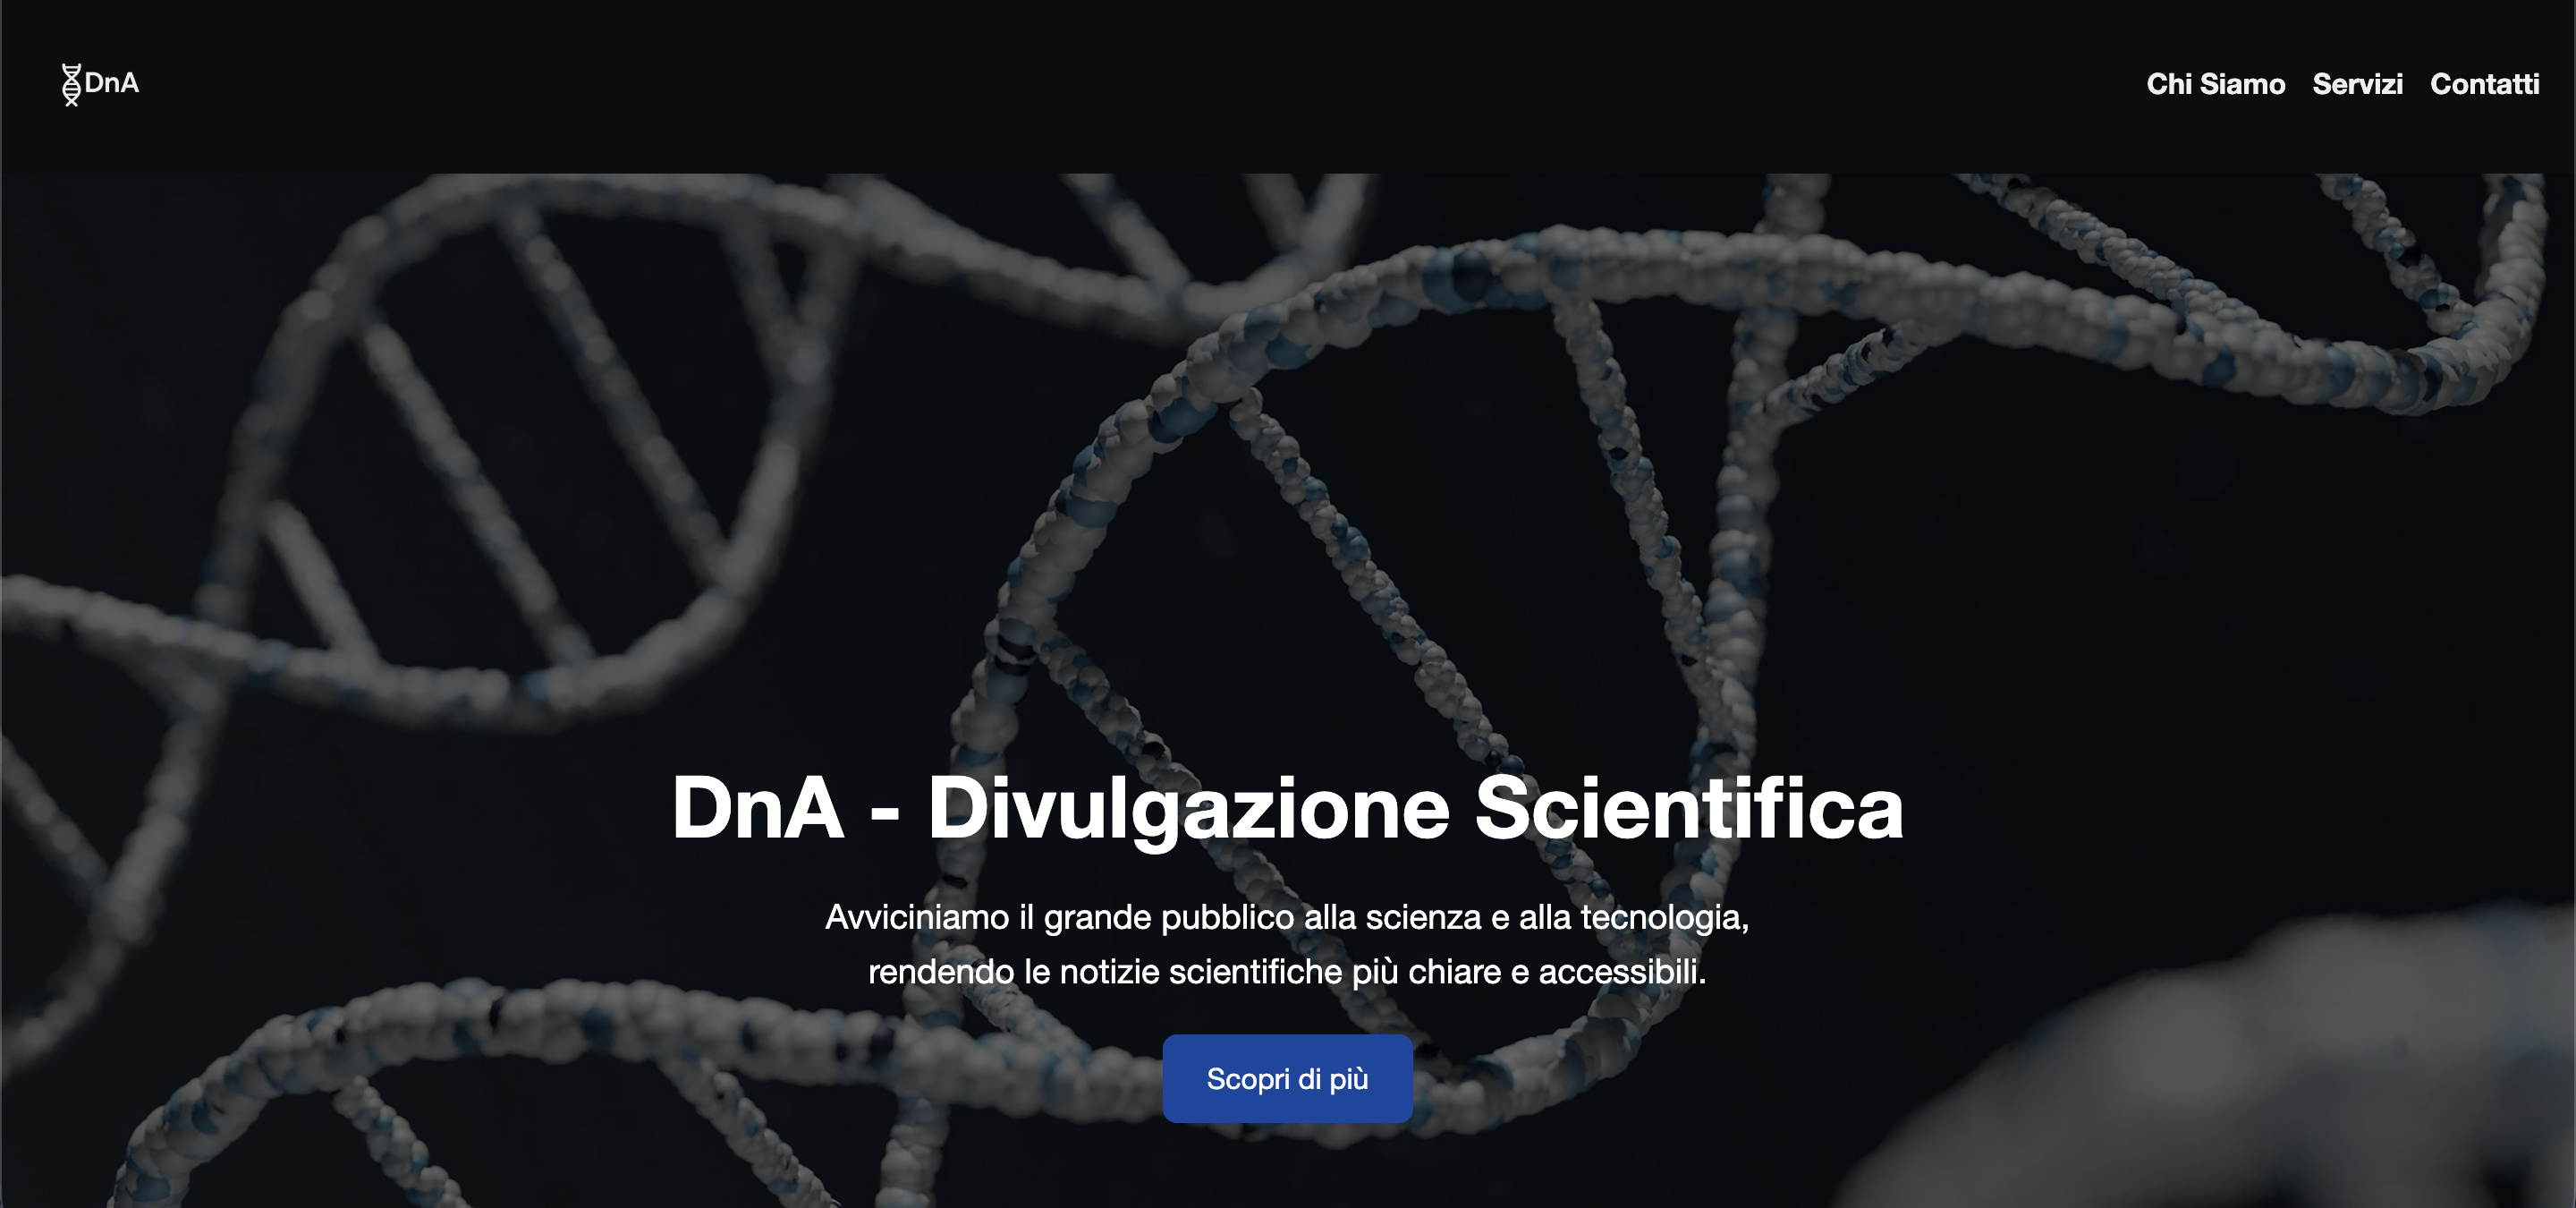 DnA
Chi Siamo Servizi Contatti
DnA - Divulgazione Scientifica
Avviciniamo il grande pubblico alla scienza e alla tecnologia,
rendendo le notizie scientifiche più chiare e accessibili.
Scopri di più